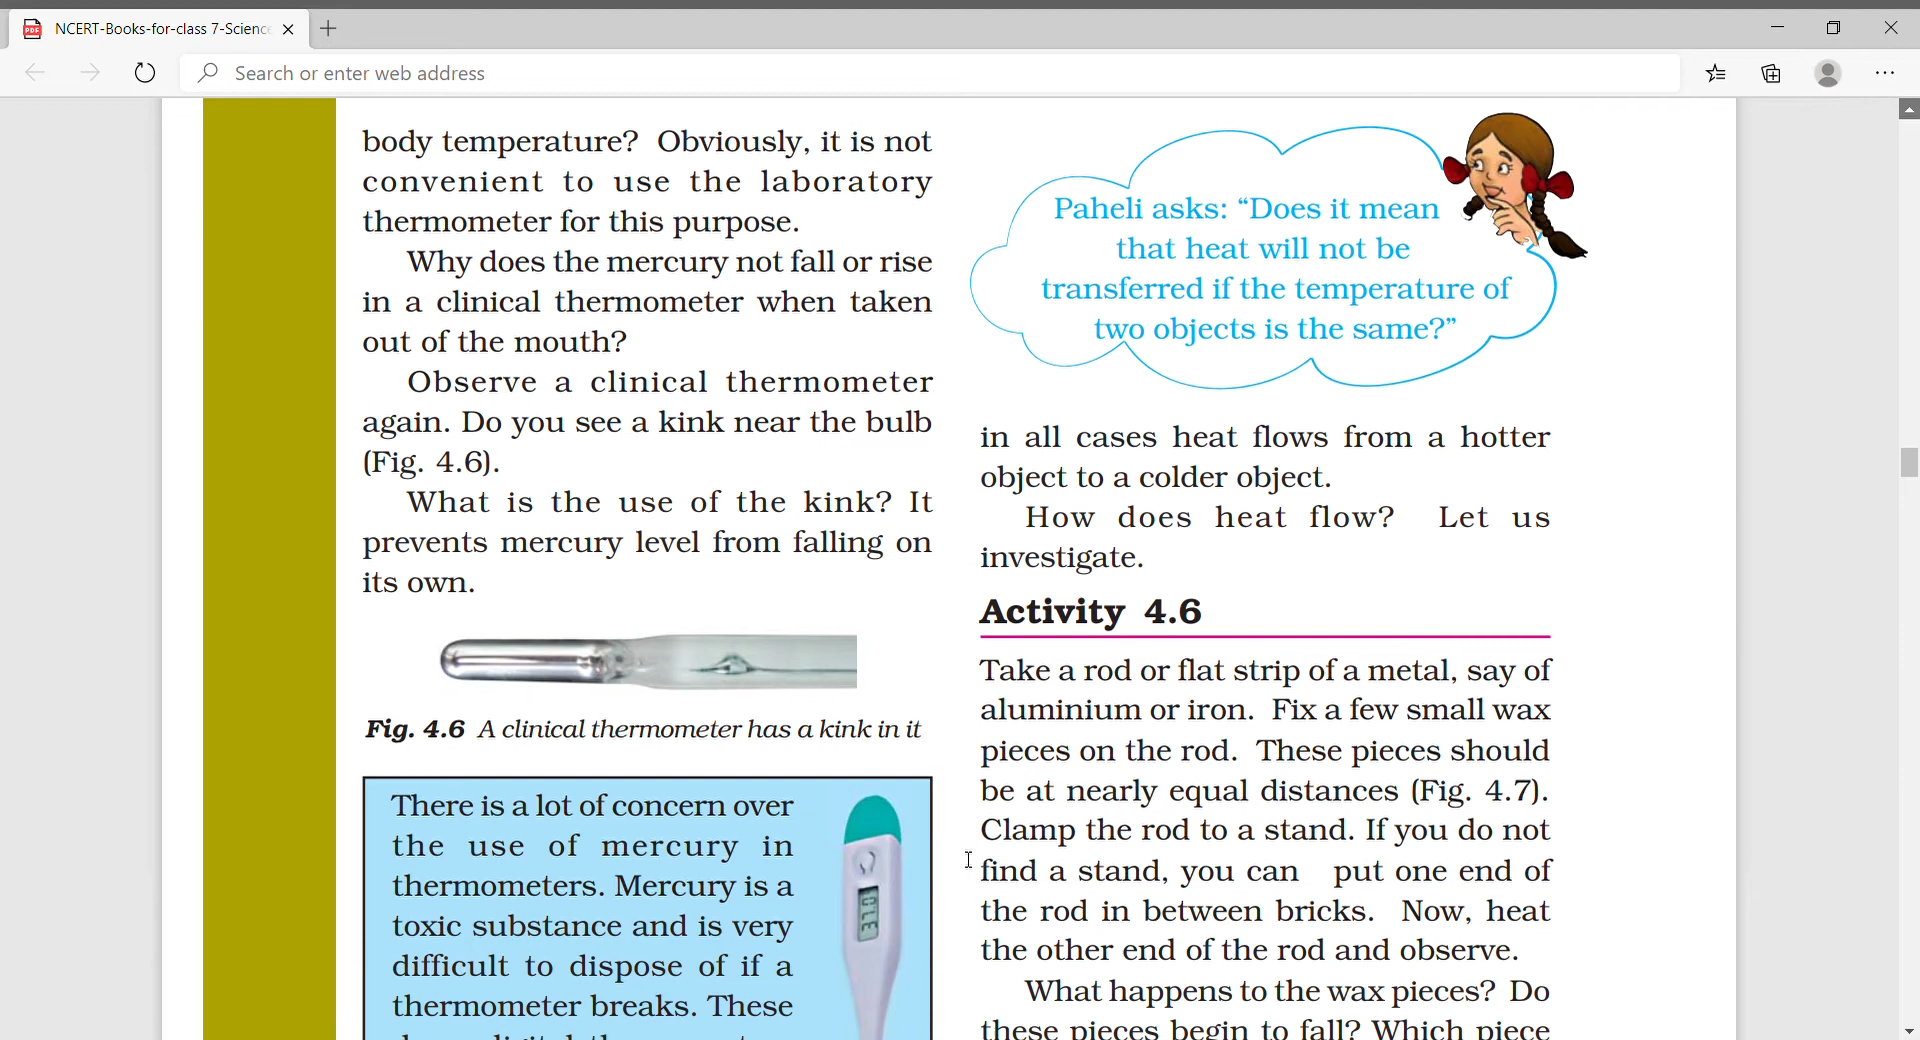 NCERT-Books-for-class 7-Science
Search or enter web address
body temperature? Obviously, it is not
convenient to use the laboratory
thermometer for this purpose.
Why does the mercury not fall or rise
in a clinical thermometer when taken
out of the mouth?
Observe a clinical thermometer
again. Do you see a kink near the bulb
(Fig. 4.6).
What is the use of the kink? It
prevents mercury level from falling on
its own.
Fig. 4.6 A clinical thermometer has a kink in it
There is a lot of concern over
the use of mercury in
thermometers. Mercury is a
toxic substance and is very
difficult to dispose of if a
thermometer breaks. These
Paheli asks: “Does it mean
that heat will not be
transferred if the temperature of
two objects is the same?”
in all cases heat flows from a hotter
object to a colder object.
How does heat flow? Let us
investigate.
Activity 4.6
Take a rod or flat strip of a metal, say of
aluminium or iron. Fix a few small wax
pieces on the rod. These pieces should
be at nearly equal distances (Fig. 4.7).
Clamp the rod to a stand. If you do not
find a stand, you can put one end of
the rod in between bricks. Now, heat
the other end of the rod and observe.
What happens to the wax pieces? Do
these pieces begin to fall? Which piece